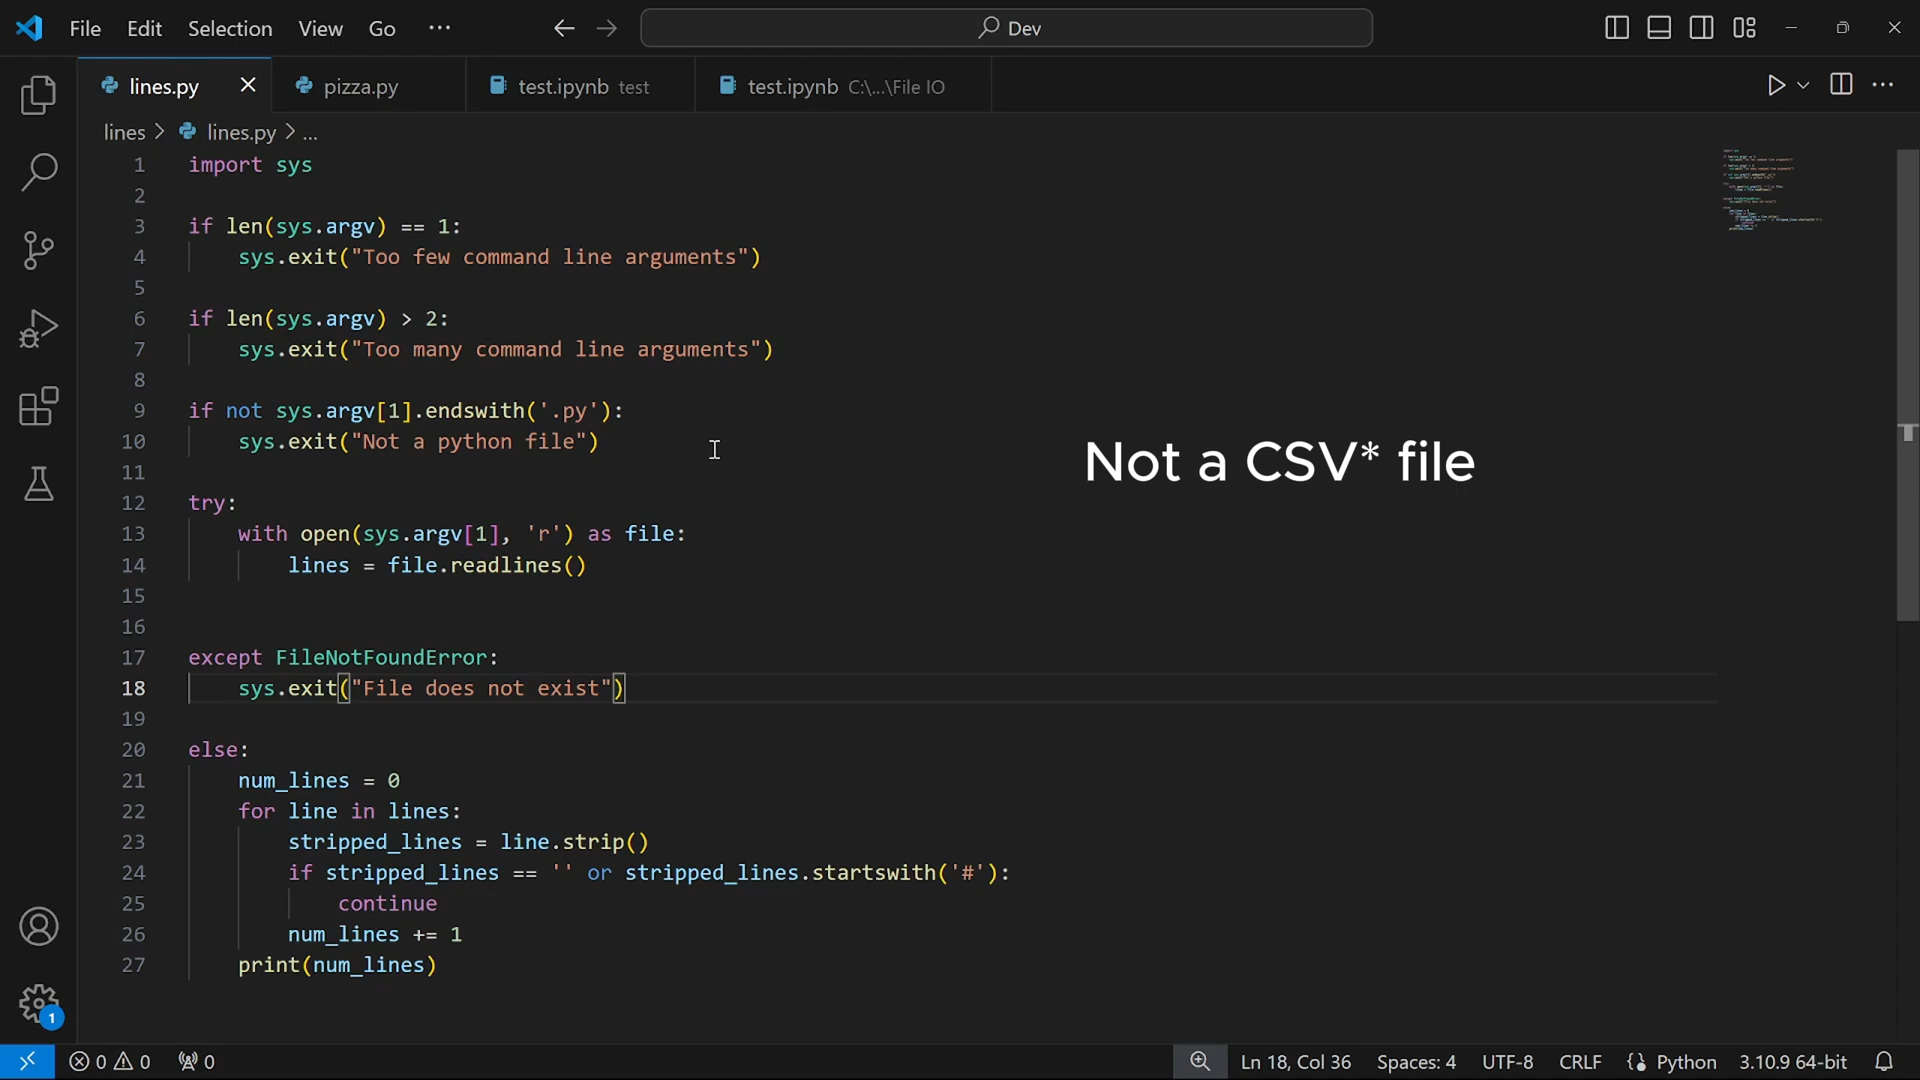 File Edit Selection View Go ··· Dev
lines.py pizza.py test.ipynb test test.ipynb C:\...\File IO
lines > lines.py > ...
1 import sys
2
3 if len(sys.argv) == 1:
4 sys.exit("Too few command line arguments")
5
6 if len(sys.argv) > 2:
7 sys.exit("Too many command line arguments")
8
9 if not sys.argv[1].endswith('.py'):
10 sys.exit("Not a python file")
Not a CSV* file
11
12 try:
13 with open(sys.argv[1], 'r') as file:
14 lines = file.readlines()
15
16
17 except FileNotFoundError:
18 sys.exit("File does not exist")
19
20 else:
21 num_lines = 0
22 for line in lines:
23 stripped_lines = line.strip()
24 if stripped_lines == '' or stripped_lines.startswith('#'):
25 continue
26 num_lines += 1
27 print(num_lines)
1
0 0 0 Ln 18, Col 36 Spaces: 4 UTF-8 CRLF Python 3.10.9 64-bit